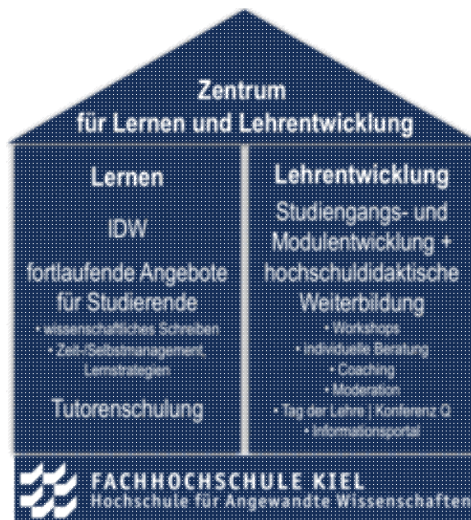 Zentrum
für Lernen und Lehrentwicklung
Lernen
IDW
fortlaufende Angebote
für Studierende
• wissenschaftliches Schreiben
• Zeit-/Selbstmanagement,
Lernstrategien
Tutorenschulung
Lehrentwicklung
Studiengangs- und
Modulentwicklung +
hochschuldidaktische
Weiterbildung
• Workshops
• individuelle Beratung
• Coaching
• Moderation
• Tag der Lehre | Konferenz Q
• Informationsportal
FACHHOCHSCHULE KIEL
Hochschule für Angewandte Wissenschaften